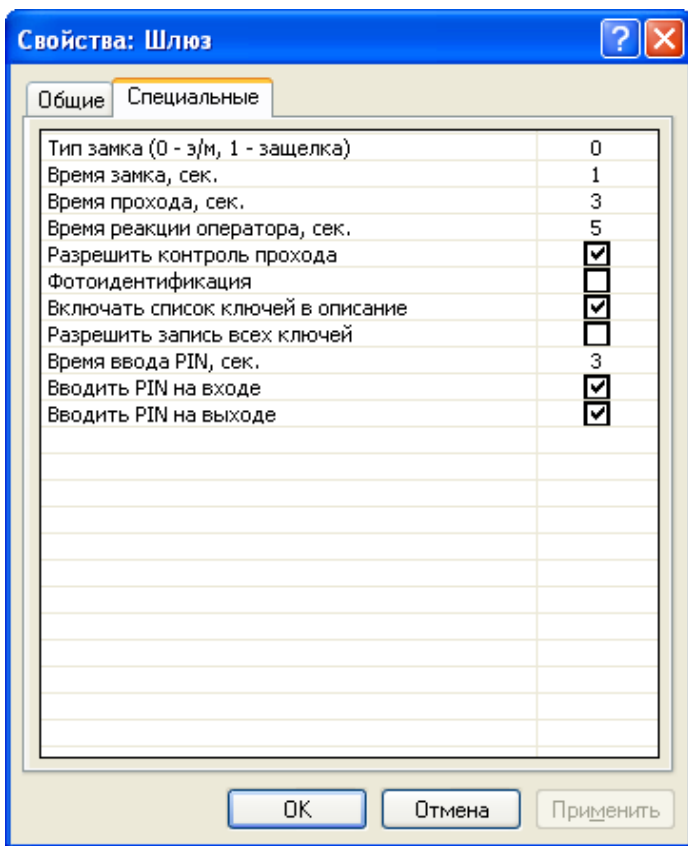 Свойства: Шлюз
Общие Специальные
Тип замка (0 - э/м, 1 - защелка) 0
Время замка, сек. 1
Время прохода, сек. 3
Время реакции оператора, сек. 5
Разрешить контроль прохода
Фотоидентификация
Включать список ключей в описание
Разрешить запись всех ключей
Время ввода PIN, сек. 3
Вводить PIN на входе
Вводить PIN на выходе
OK Отмена Применить